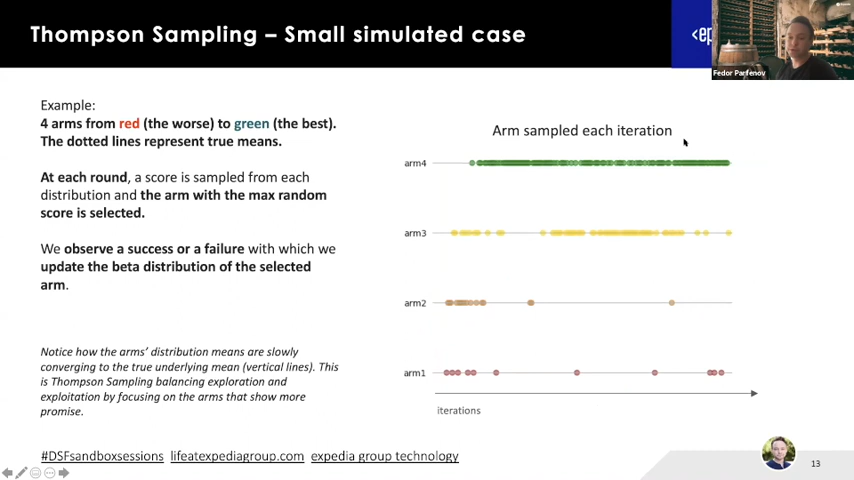 Thompson Sampling – Small simulated case
<ep
Fedor Parfenov
Example:
4 arms from red (the worse) to green (the best).
The dotted lines represent true means.
At each round, a score is sampled from each
distribution and the arm with the max random
score is selected.
We observe a success or a failure with which we
update the beta distribution of the selected
arm.
Notice how the arms’ distribution means are slowly
converging to the true underlying mean (vertical lines). This
is Thompson Sampling balancing exploration and
exploitation by focusing on the arms that show more
promise.
Arm sampled each iteration
arm4
arm3
arm2
arm1
iterations
#DSFsandboxsessions lifeatexpediagroup.com expedia group technology
13